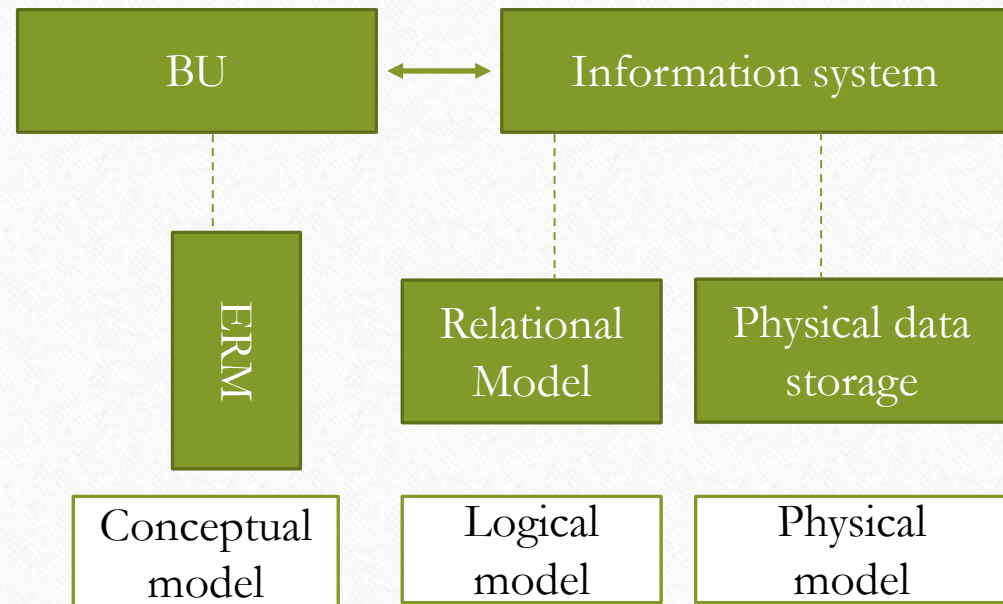 BU
Information system
ERM
Relational
Model
Physical data
storage
Conceptual
model
Logical
model
Physical
model